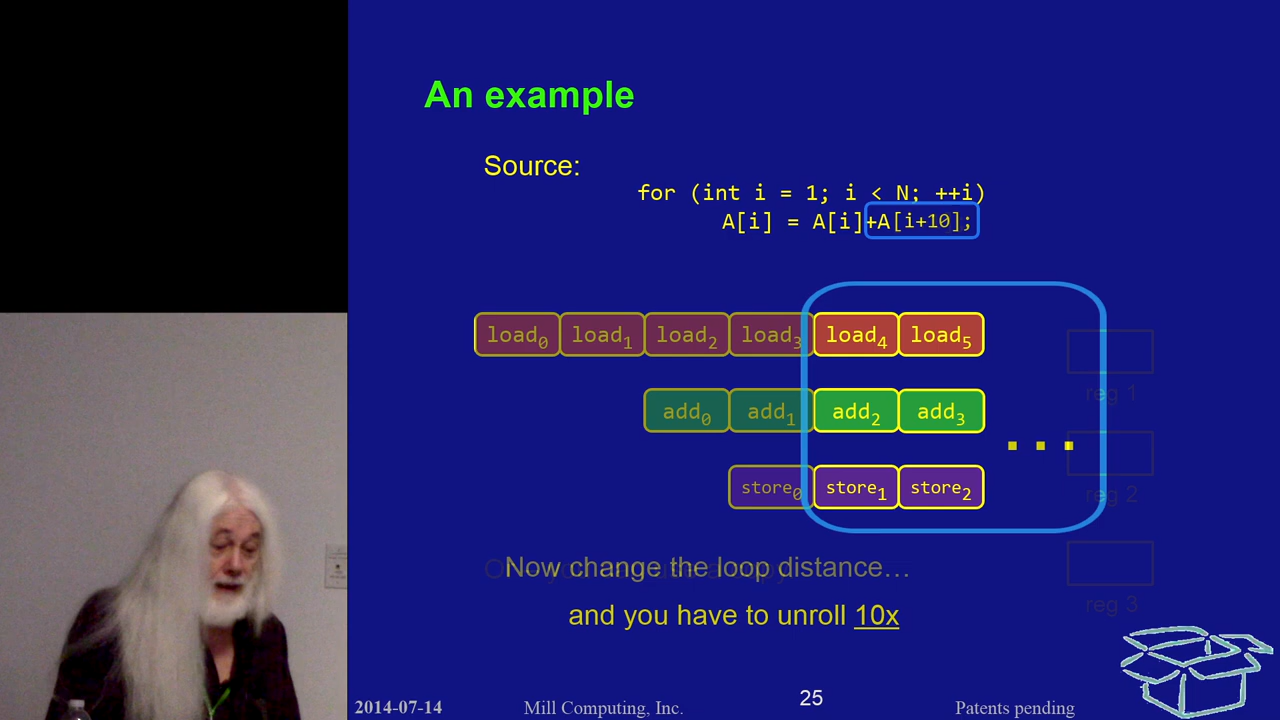 An example
Source:
for (int i = 1; i < N; ++i)
A[i] = A[i]+A[i+10];
load0 load1 load2 load3 load4 load5
reg 1
add0 add1 add2 add3
...
store0 store1 store2
reg 2
Now change the loop distance…
and you have to unroll 10x
reg 3
2014-07-14 Mill Computing, Inc. 25 Patents pending